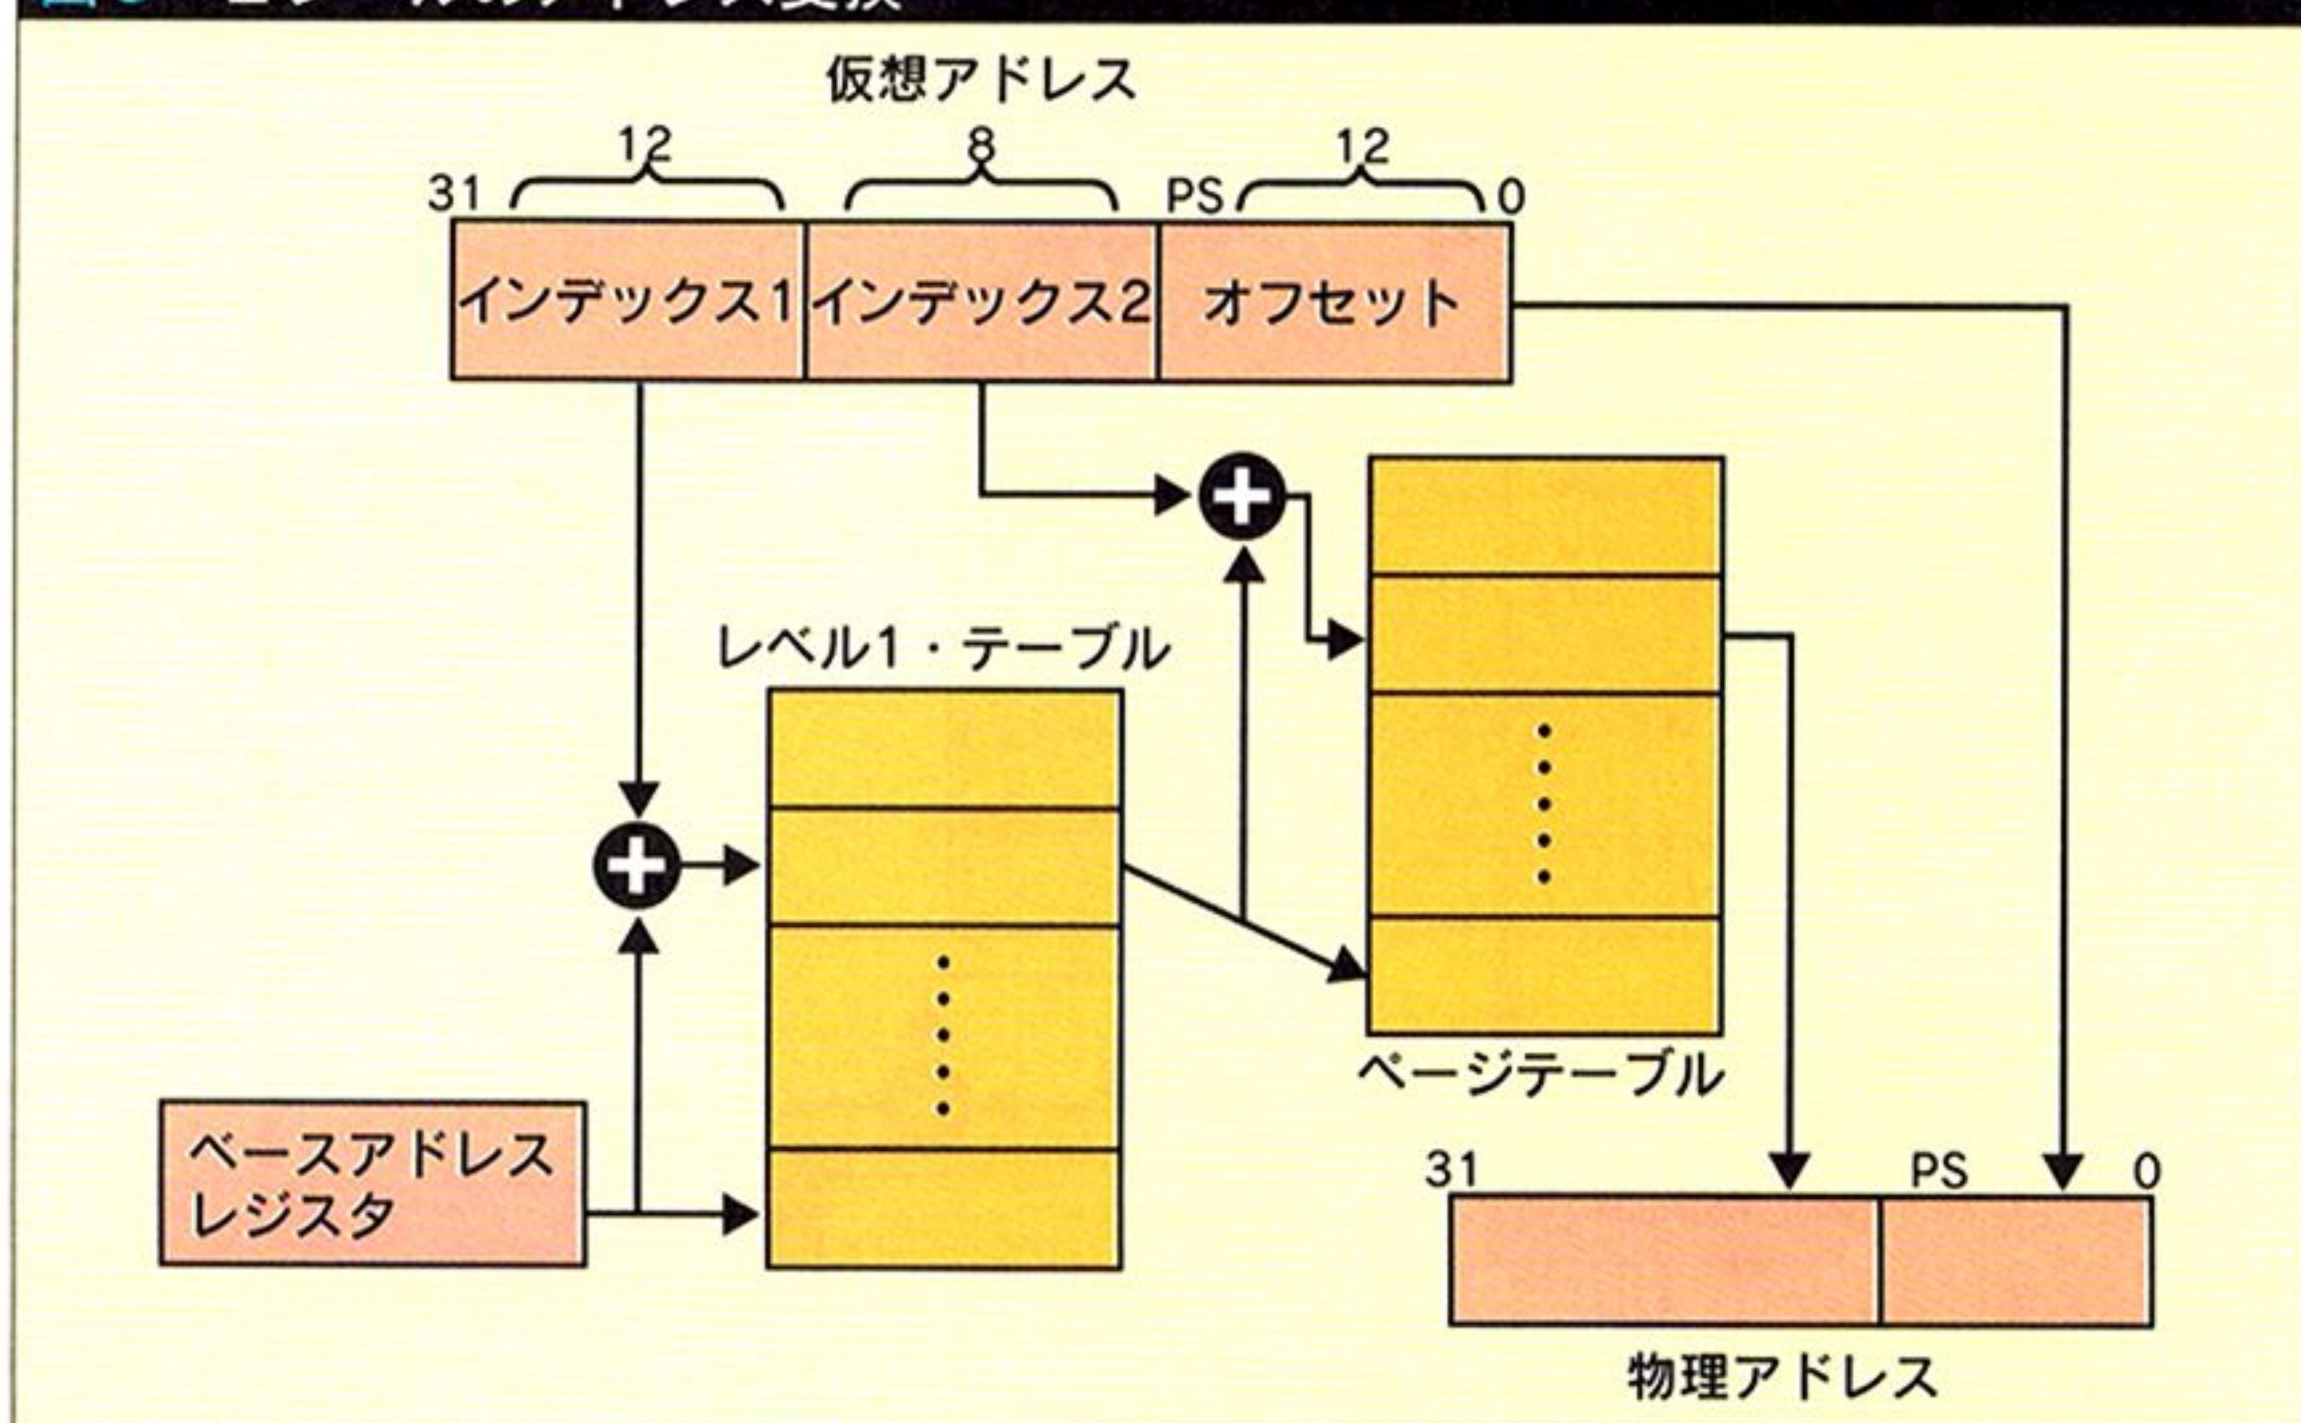 仮想アドレス
12
8
12
31
PS
0
インデックス1
インデックス2
オフセット
レベル1・テーブル
ページテーブル
ベースアドレス
レジスタ
31
PS
0
物理アドレス